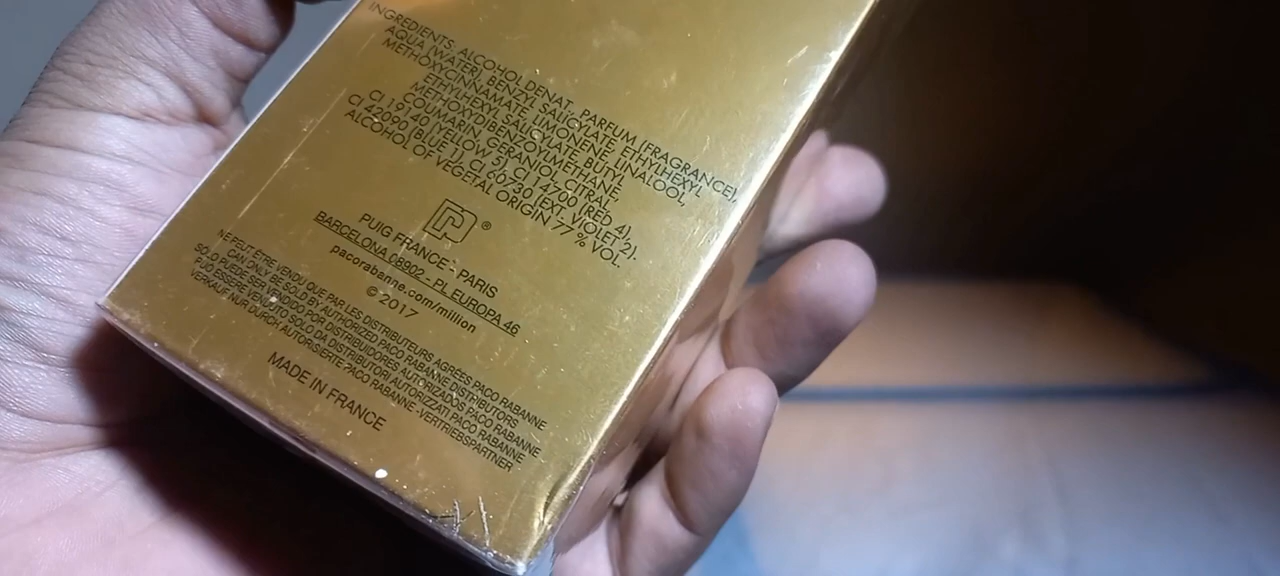 INGREDIENTS: ALCOHOL DENAT., PARFUM (FRAGRANCE),
AQUA (WATER), BENZYL SALICYLATE, ETHYLHEXYL
METHOXYCINNAMATE, LIMONENE, LINALOOL,
ETHYLHEXYL SALICYLATE, BUTYL
METHOXYDIBENZOYLMETHANE,
COUMARIN, GERANIOL, CITRAL,
CI 19140 (YELLOW 5), CI 14700 (RED 4),
CI 42090 (BLUE 1), CI 60730 (EXT. VIOLET 2).
ALCOHOL OF VEGETAL ORIGIN 77 % VOL.
®
PUIG FRANCE - PARIS
BARCELONA 08902 - PL EUROPA 46
pacorabanne.com/million
© 2017
NE PEUT ÊTRE VENDU QUE PAR LES DISTRIBUTEURS AGRÉÉS PACO RABANNE
CAN ONLY BE SOLD BY AUTHORIZED PACO RABANNE DISTRIBUTORS
SÓLO PUEDE SER VENDIDO POR DISTRIBUIDORES AUTORIZADOS PACO RABANNE
PUÒ ESSERE VENDUTO SOLO DA DISTRIBUTORI AUTORIZZATI PACO RABANNE
VERKAUF NUR DURCH AUTORISIERTE PACO RABANNE - VERTRIEBSPARTNER
MADE IN FRANCE